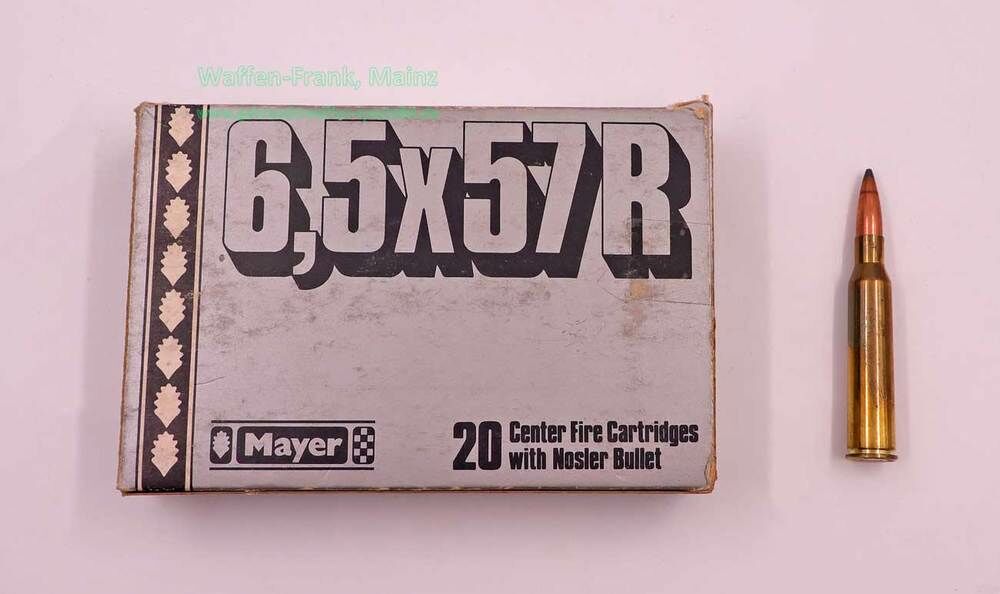 Waffen-Frank, Mainz
6,5x57R
Mayer
20 Center Fire Cartridges
with Nosler Bullet